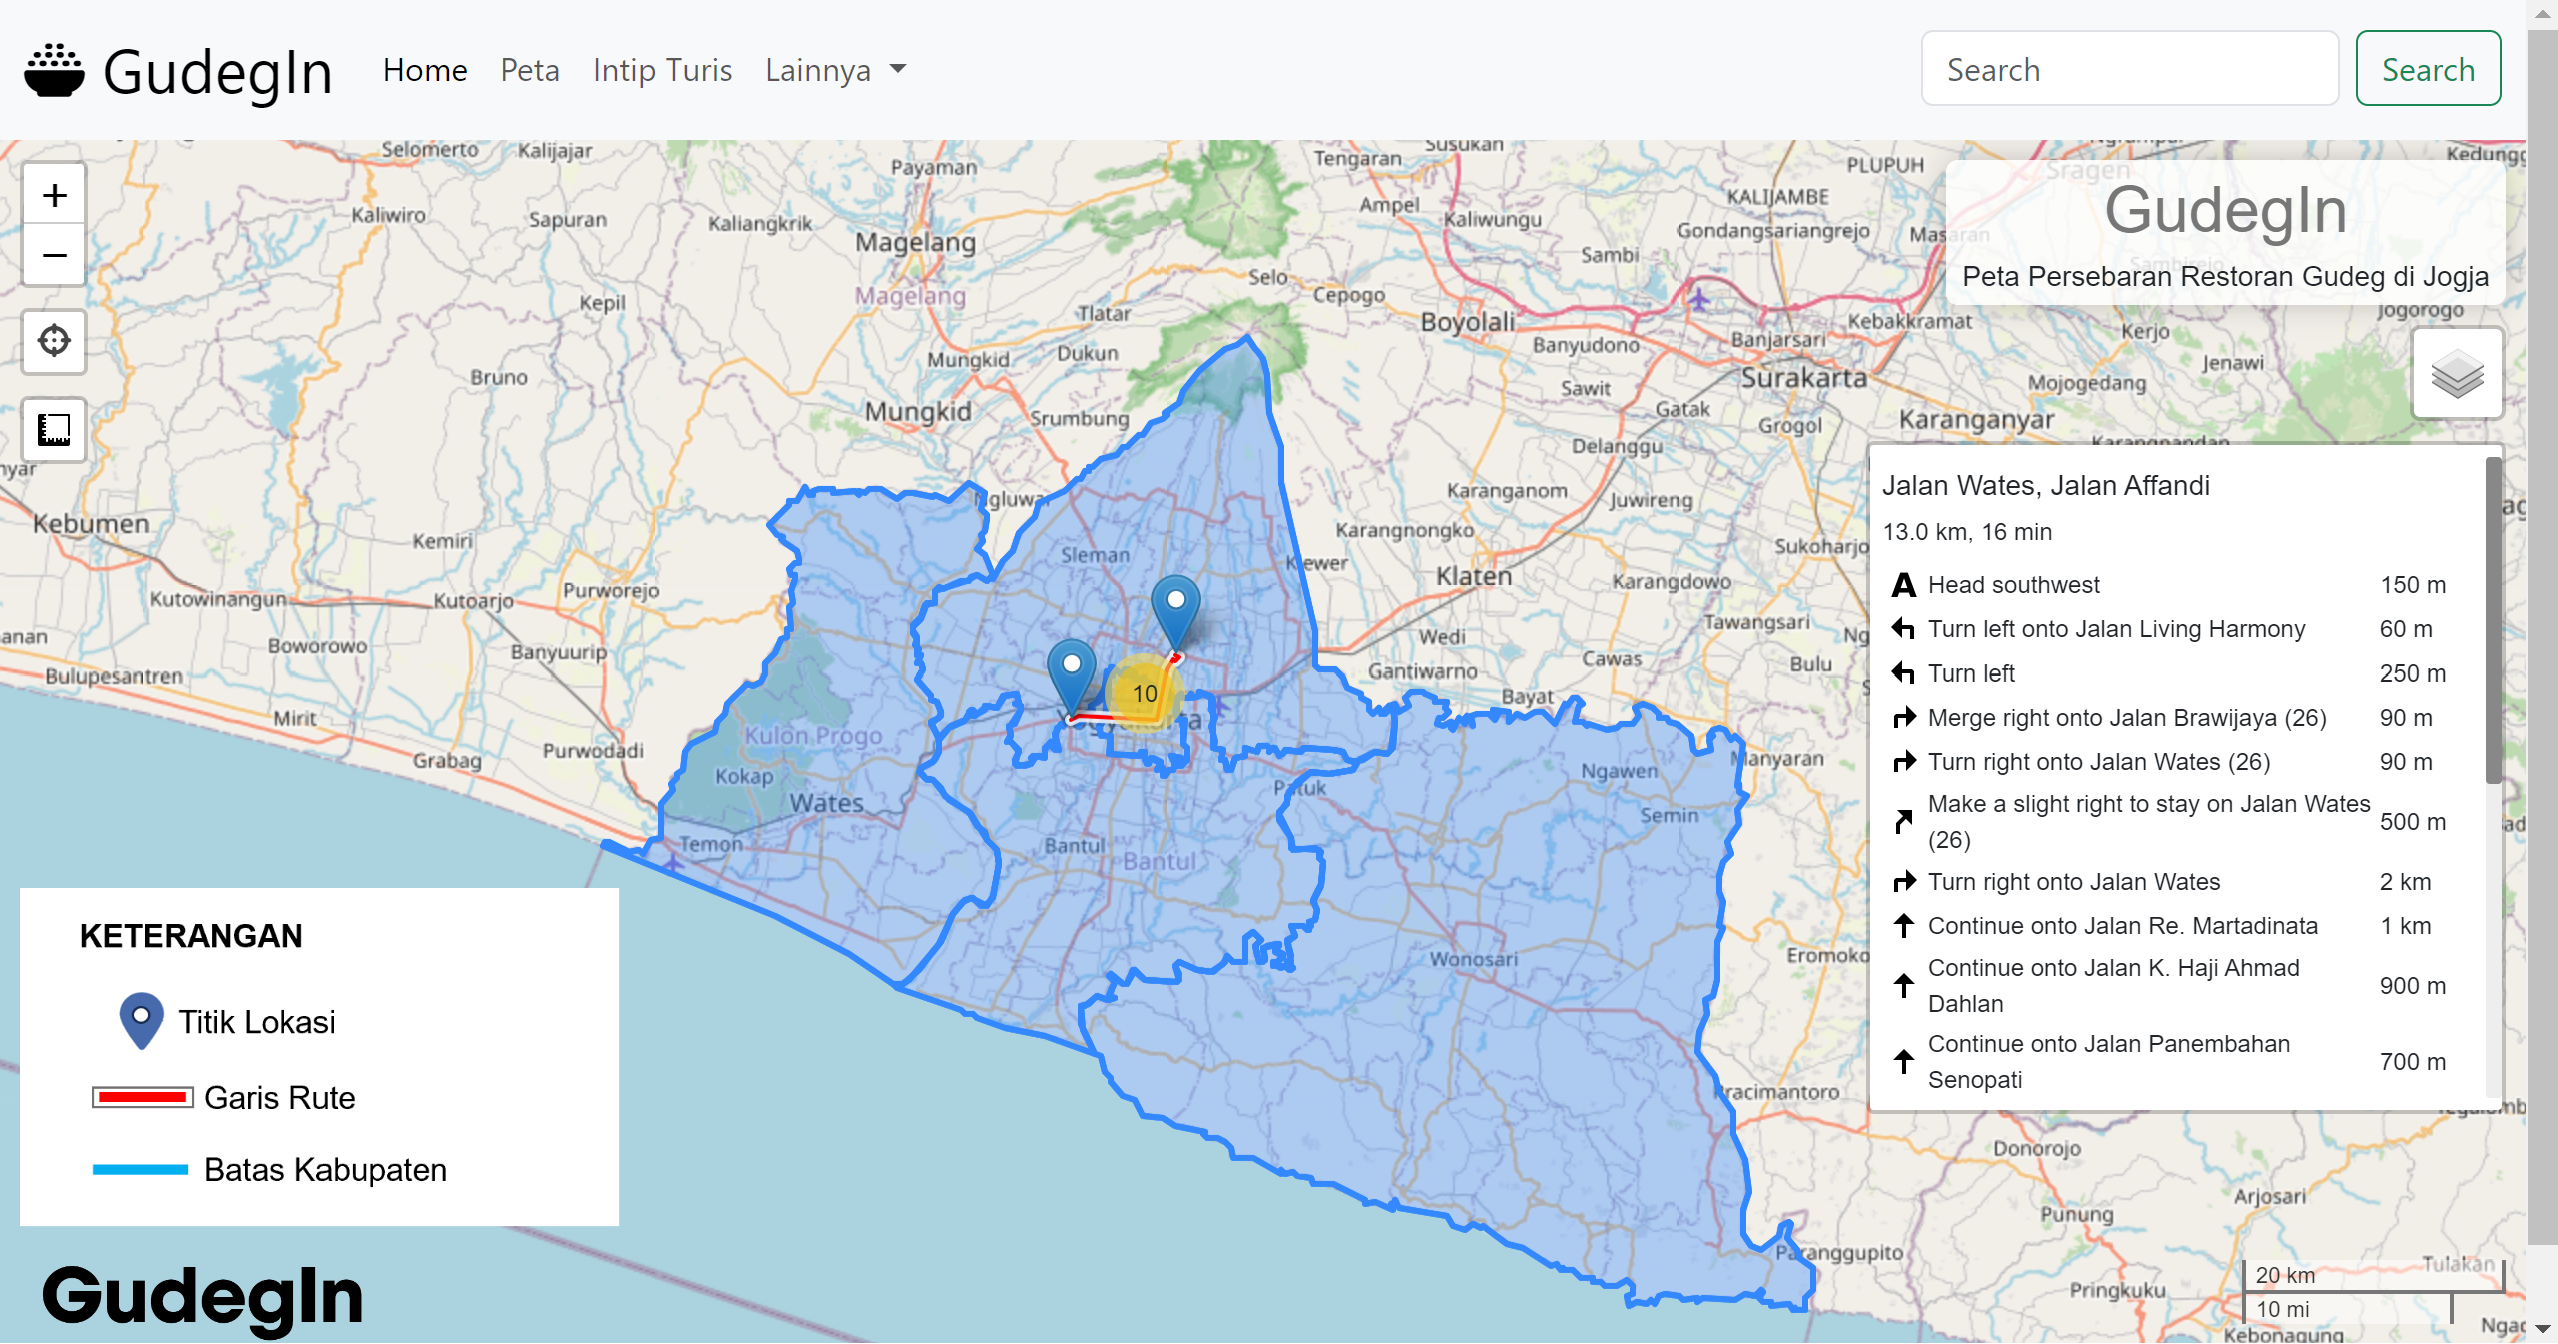 GudegIn
Home
Peta
Intip Turis
Lainnya
Search
Search
+
−
GudegIn
Peta Persebaran Restoran Gudeg di Jogja
Jalan Wates, Jalan Affandi
13.0 km, 16 min
A Head southwest 150 m
Turn left onto Jalan Living Harmony 60 m
Turn left 250 m
Merge right onto Jalan Brawijaya (26) 90 m
Turn right onto Jalan Wates (26) 90 m
Make a slight right to stay on Jalan Wates
(26) 500 m
Turn right onto Jalan Wates 2 km
Continue onto Jalan Re. Martadinata 1 km
Continue onto Jalan K. Haji Ahmad
Dahlan 900 m
Continue onto Jalan Panembahan
Senopati 700 m
Selomerto
Kalijajar
Payaman
Tengaran
Susukan
PLUPUH
Sragen
Kaliwiro
Sapuran
Kaliangkrik
Magelang
Magelang
Ampel
Kaliwungu
KALIJAMBE
Gondangsariangrejo
Masaran
Sambirejo
Sambi
Selo
Cepogo
Kepil
Tlatar
Boyolali
Kebakkramat
Jogorogo
Kerjo
Jenawi
Mungkid
Dukun
Banyudono
Banjarsari
Surakarta
Mojogedang
Bruno
Mungkid
Srumbung
Sawit
Gatak
Grogol
Karanganyar
Karangpandan
Delanggu
Karanganom
Juwireng
Kebumen
Kemiri
Sleman
Karangnongko
Sukoharjo
Klaten
Karangdowo
Kutowinangun
Kutoarjo
Purworejo
Boworowo
Banyuurip
Wedi
Tawangsari
Gantiwarno
Cawas
Bulu
Bulupesantren
Bayat
Mirit
Purwodadi
Grabag
10
Kulon Progo
Kokap
Wates
Temon
Patuk
Ngawen
Semin
Manyaran
Bantul
Bantul
Wonosari
Eromoko
Pracimantoro
Donorojo
Arjosari
Punung
Paranggupito
Pringkuku
Tulakan
Kebonagung
KETERANGAN
Titik Lokasi
Garis Rute
Batas Kabupaten
GudegIn
20 km
10 mi